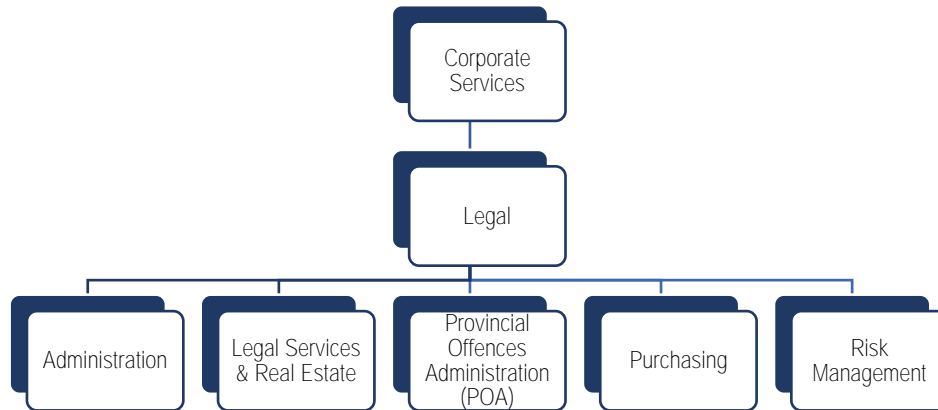 Corporate
Services
Legal
Administration
Legal Services
& Real Estate
Provincial
Offences
Administration
(POA)
Purchasing
Risk
Management